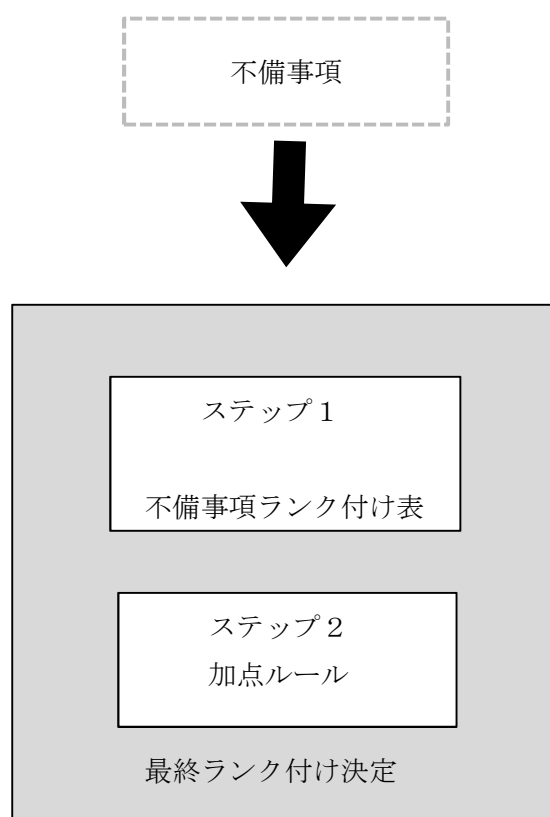 不備事項
ステップ１
不備事項ランク付け表
ステップ２
加点ルール
最終ランク付け決定